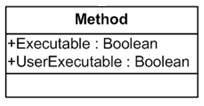 Method
+Executable : Boolean
+UserExecutable : Boolean